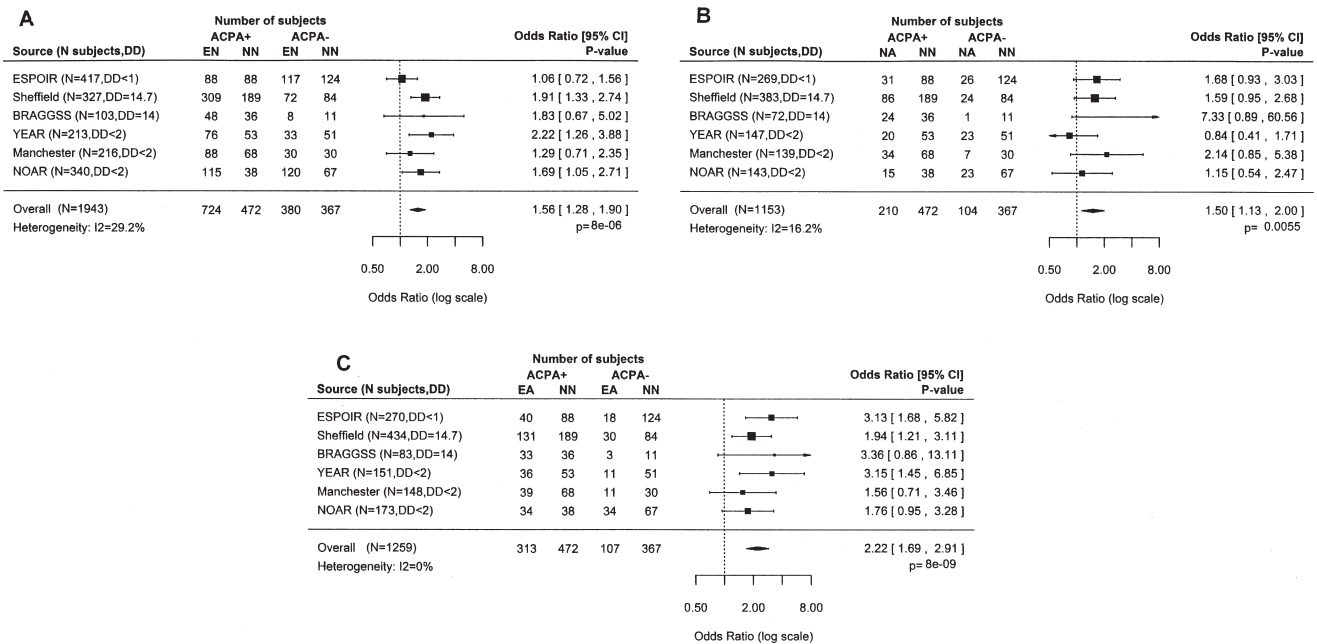 A
Number of subjects
ACPA+ ACPA- Odds Ratio [95% CI]
Source (N subjects,DD) EN NN EN NN P-value
ESPOIR (N=417,DD<1) 88 88 117 124 1.06 [ 0.72 , 1.56 ]
Sheffield (N=327,DD=14.7) 309 189 72 84 1.91 [ 1.33 , 2.74 ]
BRAGGSS (N=103,DD=14) 48 36 8 11 1.83 [ 0.67 , 5.02 ]
YEAR (N=213,DD<2) 76 53 33 51 2.22 [ 1.26 , 3.88 ]
Manchester (N=216,DD<2) 88 68 30 30 1.29 [ 0.71 , 2.35 ]
NOAR (N=340,DD<2) 115 38 120 67 1.69 [ 1.05 , 2.71 ]
Overall (N=1943) 724 472 380 367 1.56 [ 1.28 , 1.90 ]
Heterogeneity: I2=29.2% p= 8e-06
0.50 2.00 8.00
Odds Ratio (log scale)
B
Number of subjects
ACPA+ ACPA- Odds Ratio [95% CI]
Source (N subjects,DD) NA NN NA NN P-value
ESPOIR (N=269,DD<1) 31 88 26 124 1.68 [ 0.93 , 3.03 ]
Sheffield (N=383,DD=14.7) 86 189 24 84 1.59 [ 0.95 , 2.68 ]
BRAGGSS (N=72,DD=14) 24 36 1 11 7.33 [ 0.89 , 60.56 ]
YEAR (N=147,DD<2) 20 53 23 51 0.84 [ 0.41 , 1.71 ]
Manchester (N=139,DD<2) 34 68 7 30 2.14 [ 0.85 , 5.38 ]
NOAR (N=143,DD<2) 15 38 23 67 1.15 [ 0.54 , 2.47 ]
Overall (N=1153) 210 472 104 367 1.50 [ 1.13 , 2.00 ]
Heterogeneity: I2=16.2% p= 0.0055
0.50 2.00 8.00
Odds Ratio (log scale)
C
Number of subjects
ACPA+ ACPA- Odds Ratio [95% CI]
Source (N subjects,DD) EA NN EA NN P-value
ESPOIR (N=270,DD<1) 40 88 18 124 3.13 [ 1.68 , 5.82 ]
Sheffield (N=434,DD=14.7) 131 189 30 84 1.94 [ 1.21 , 3.11 ]
BRAGGSS (N=83,DD=14) 33 36 3 11 3.36 [ 0.86 , 13.11 ]
YEAR (N=151,DD<2) 36 53 11 51 3.15 [ 1.45 , 6.85 ]
Manchester (N=148,DD<2) 39 68 11 30 1.56 [ 0.71 , 3.46 ]
NOAR (N=173,DD<2) 34 38 34 67 1.76 [ 0.95 , 3.28 ]
Overall (N=1259) 313 472 107 367 2.22 [ 1.69 , 2.91 ]
Heterogeneity: I2=0% p= 8e-09
0.50 2.00 8.00
Odds Ratio (log scale)